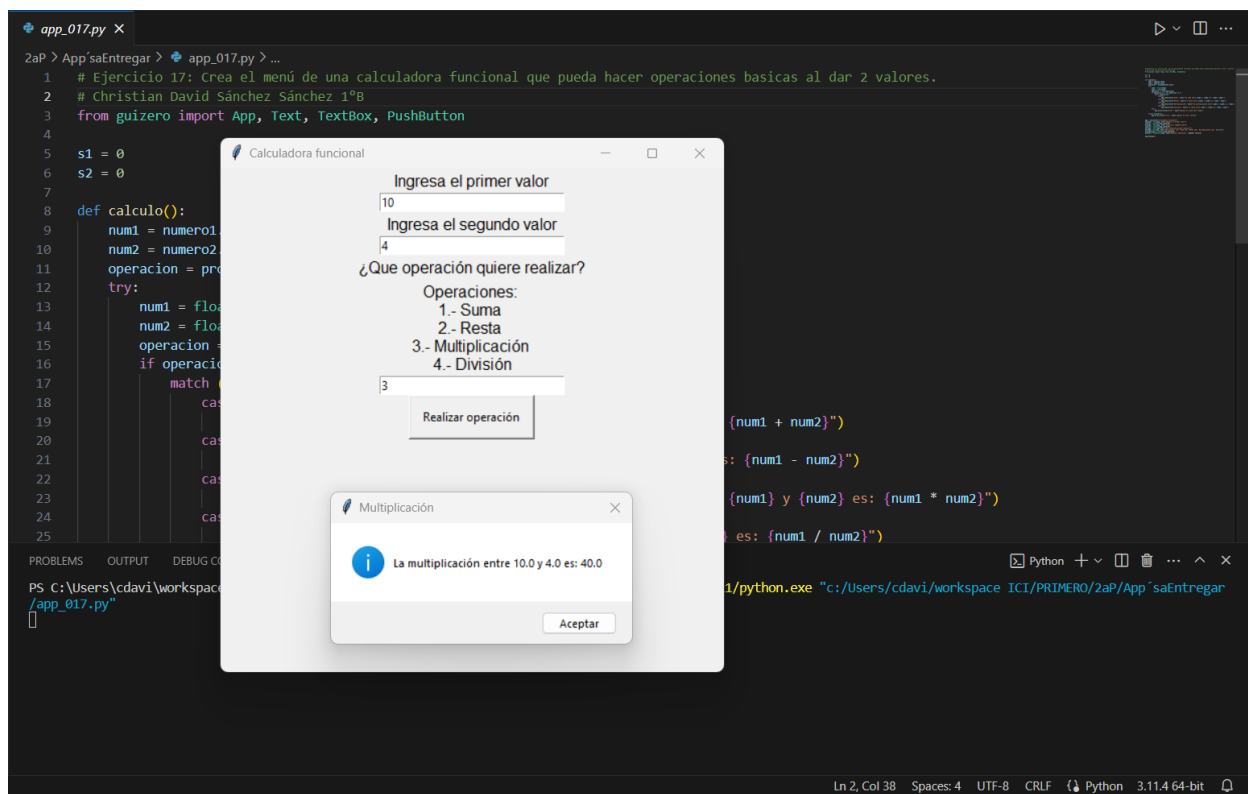 app_017.py
2aP > App´saEntregar > app_017.py > ...
1 # Ejercicio 17: Crea el menú de una calculadora funcional que pueda hacer operaciones basicas al dar 2 valores.
2 # Christian David Sánchez Sánchez 1°B
3 from guizero import App, Text, TextBox, PushButton
4
5 s1 = 0
6 s2 = 0
7
8 def calculo():
9 num1 = numero1.
10 num2 = numero2.
11 operacion = pro
12 try:
13 num1 = floa
14 num2 = floa
15 operacion =
16 if operacio
17 match (
18 cas
19 {num1 + num2}")
20 cas
21 s: {num1 - num2}")
22 cas
23 {num1} y {num2} es: {num1 * num2}")
24 cas
25 } es: {num1 / num2}")
Calculadora funcional
Ingresa el primer valor
10
Ingresa el segundo valor
4
¿Que operación quiere realizar?
Operaciones:
1.- Suma
2.- Resta
3.- Multiplicación
4.- División
3
Realizar operación
Multiplicación
La multiplicación entre 10.0 y 4.0 es: 40.0
Aceptar
PROBLEMS OUTPUT DEBUG CO
Python
PS C:\Users\cdavi\workspace 1/python.exe "c:/Users/cdavi/workspace ICI/PRIMERO/2aP/App´saEntregar
/app_017.py"
Ln 2, Col 38 Spaces: 4 UTF-8 CRLF Python 3.11.4 64-bit